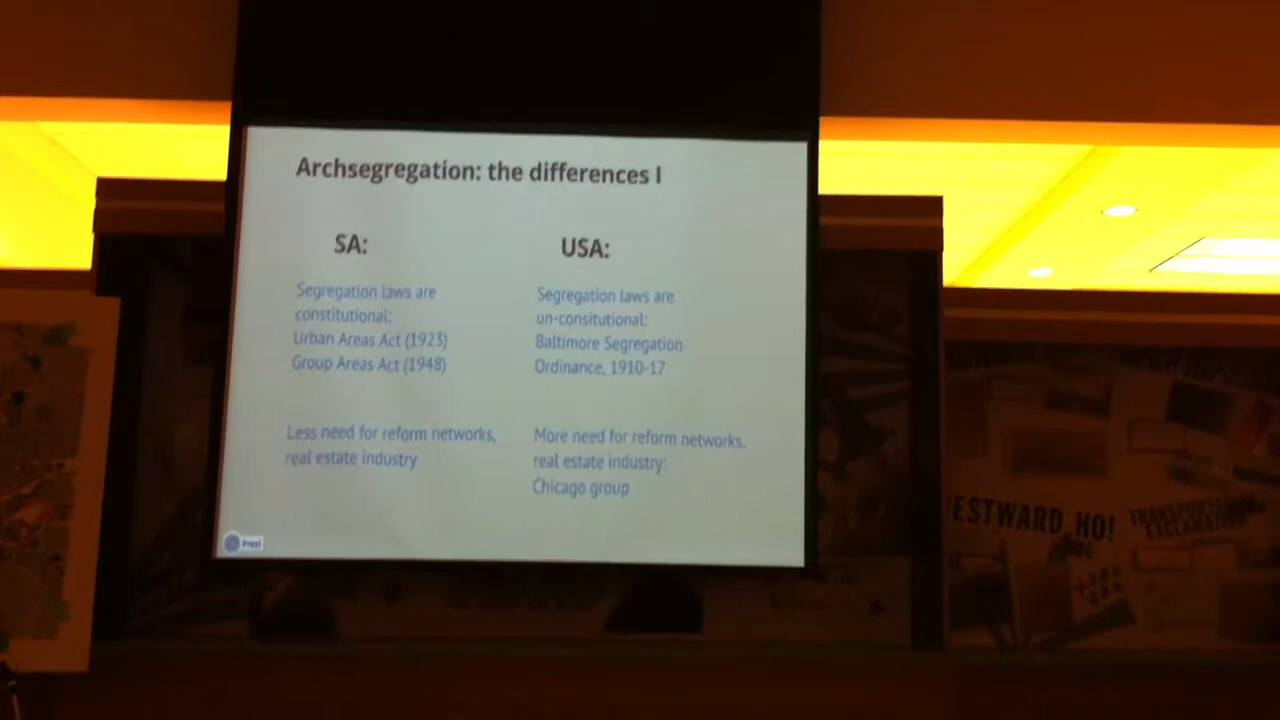 Archsegregation: the differences I
SA:
USA:
Segregation laws are
constitutional:
Urban Areas Act (1923)
Group Areas Act (1948)
Segregation laws are
un-consitutional:
Baltimore Segregation
Ordinance, 1910-17
Less need for reform networks,
real estate industry
More need for reform networks,
real estate industry:
Chicago group
Prezi
ESTWARD HO!